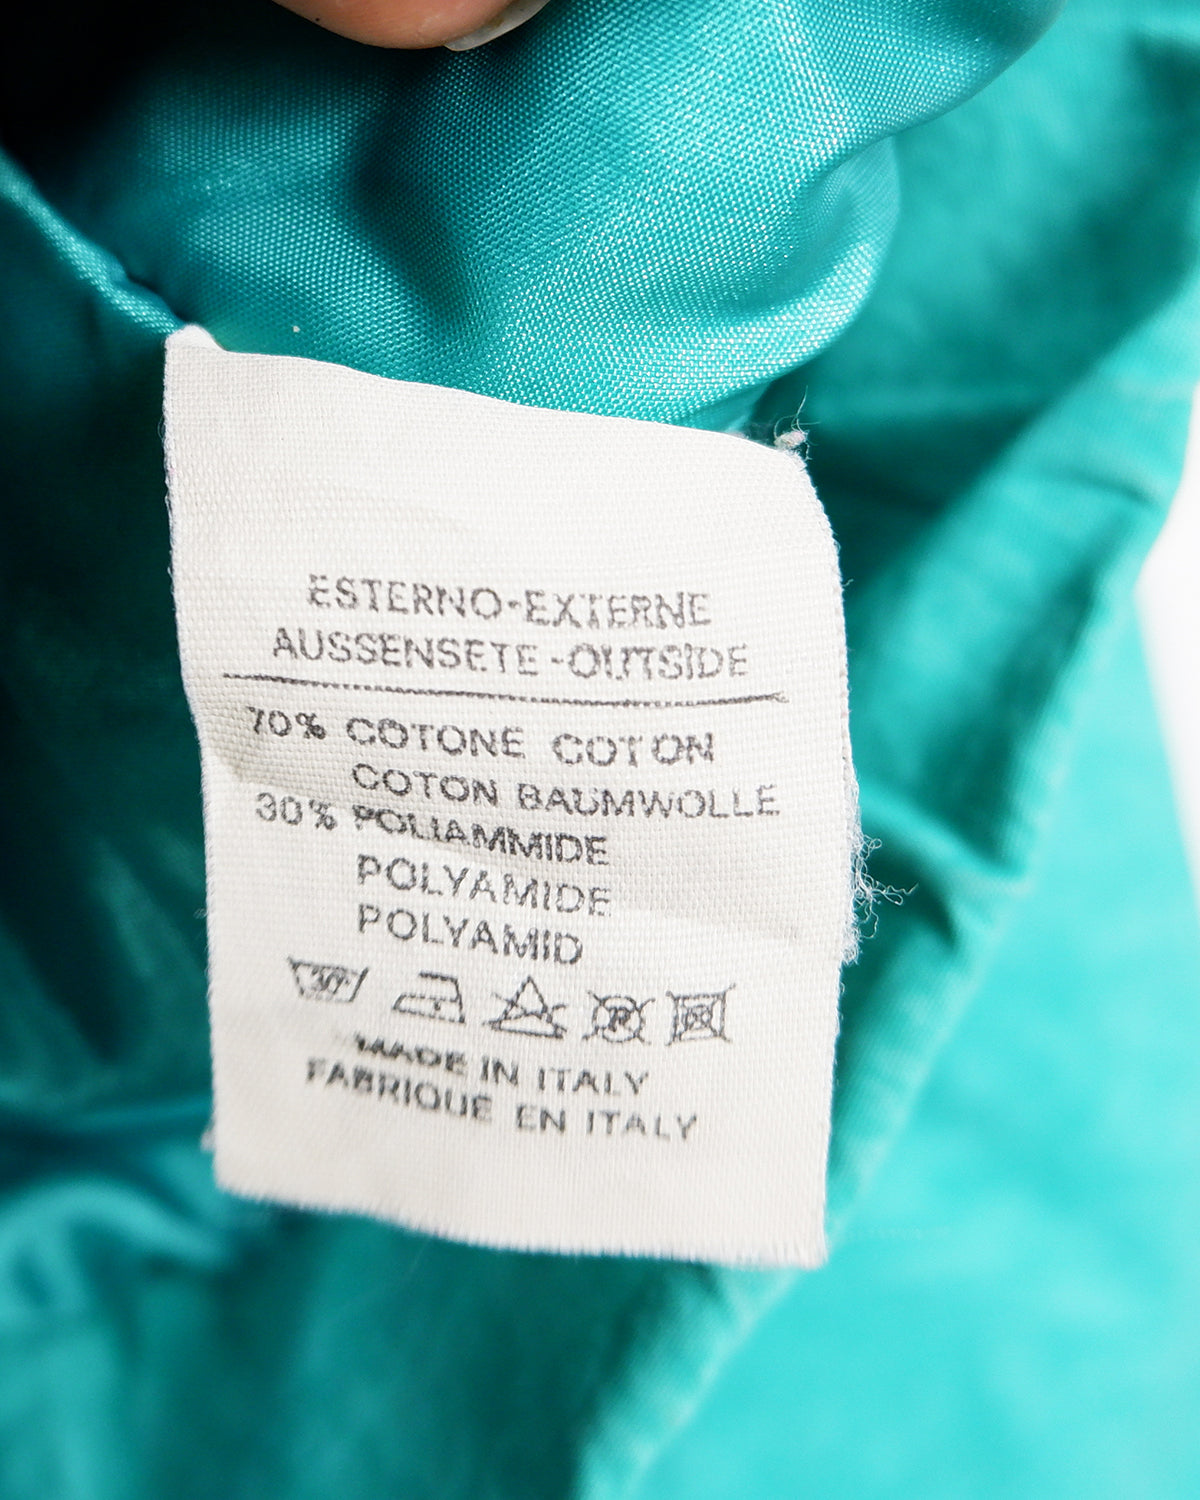 ESTERNO-EXTERNE
AUSSENSETE-OUTSIDE
70% COTONE COTON
COTON BAUMWOLLE
30% POLIAMMIDE
POLYAMIDE
POLYAMID
30° P
MADE IN ITALY
FABRIQUE EN ITALY